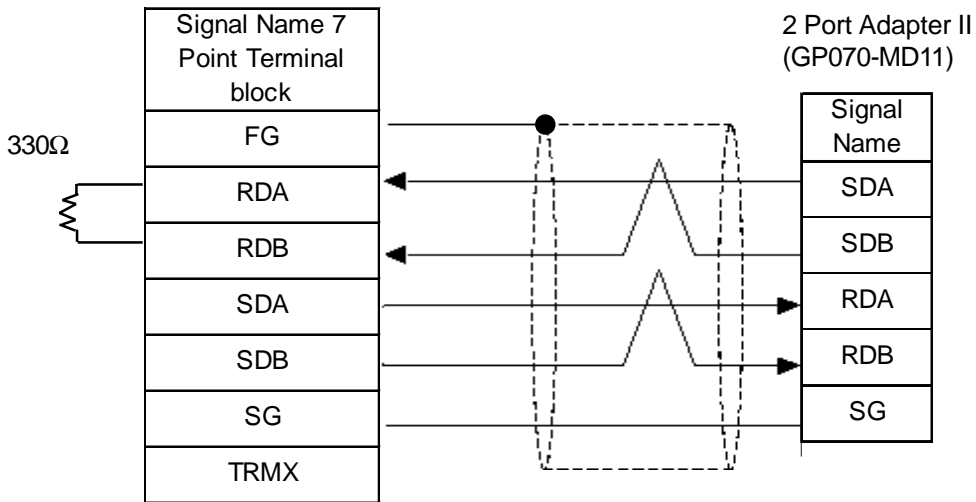 Signal Name 7
Point Terminal
block
FG
RDA
RDB
SDA
SDB
SG
TRMX
330Ω
2 Port Adapter II
(GP070-MD11)
Signal
Name
SDA
SDB
RDA
RDB
SG